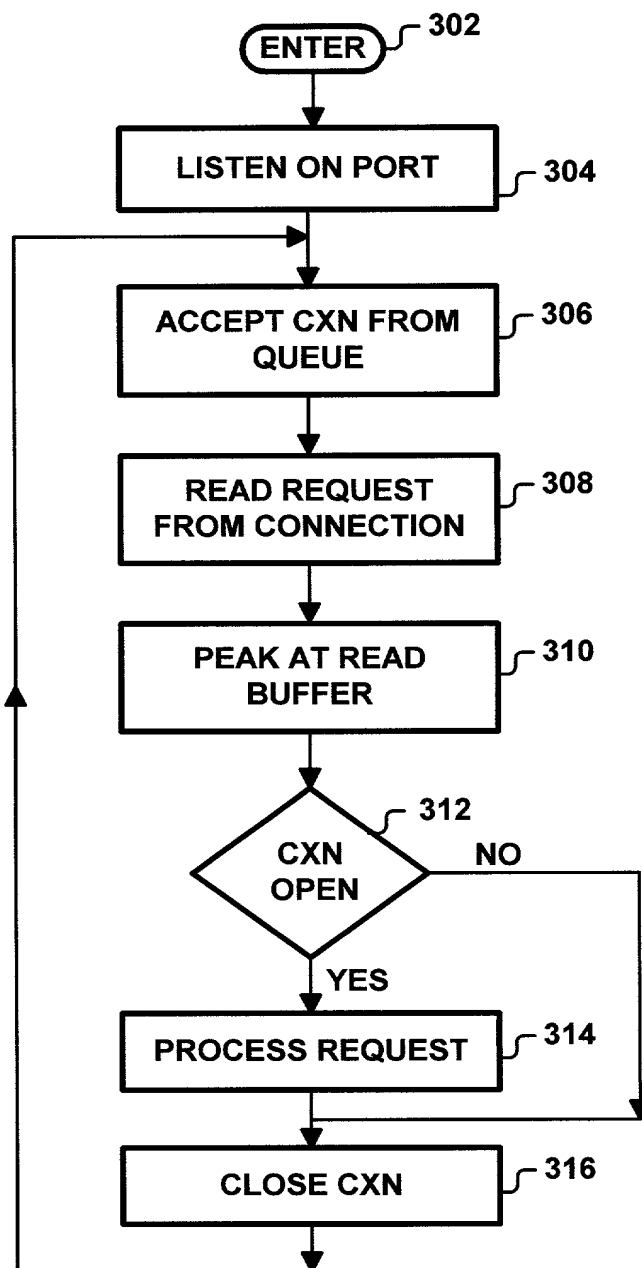 ENTER
302
LISTEN ON PORT
304
ACCEPT CXN FROM
QUEUE
306
READ REQUEST
FROM CONNECTION
308
PEAK AT READ
BUFFER
310
312
CXN
OPEN
NO
YES
PROCESS REQUEST
314
CLOSE CXN
316